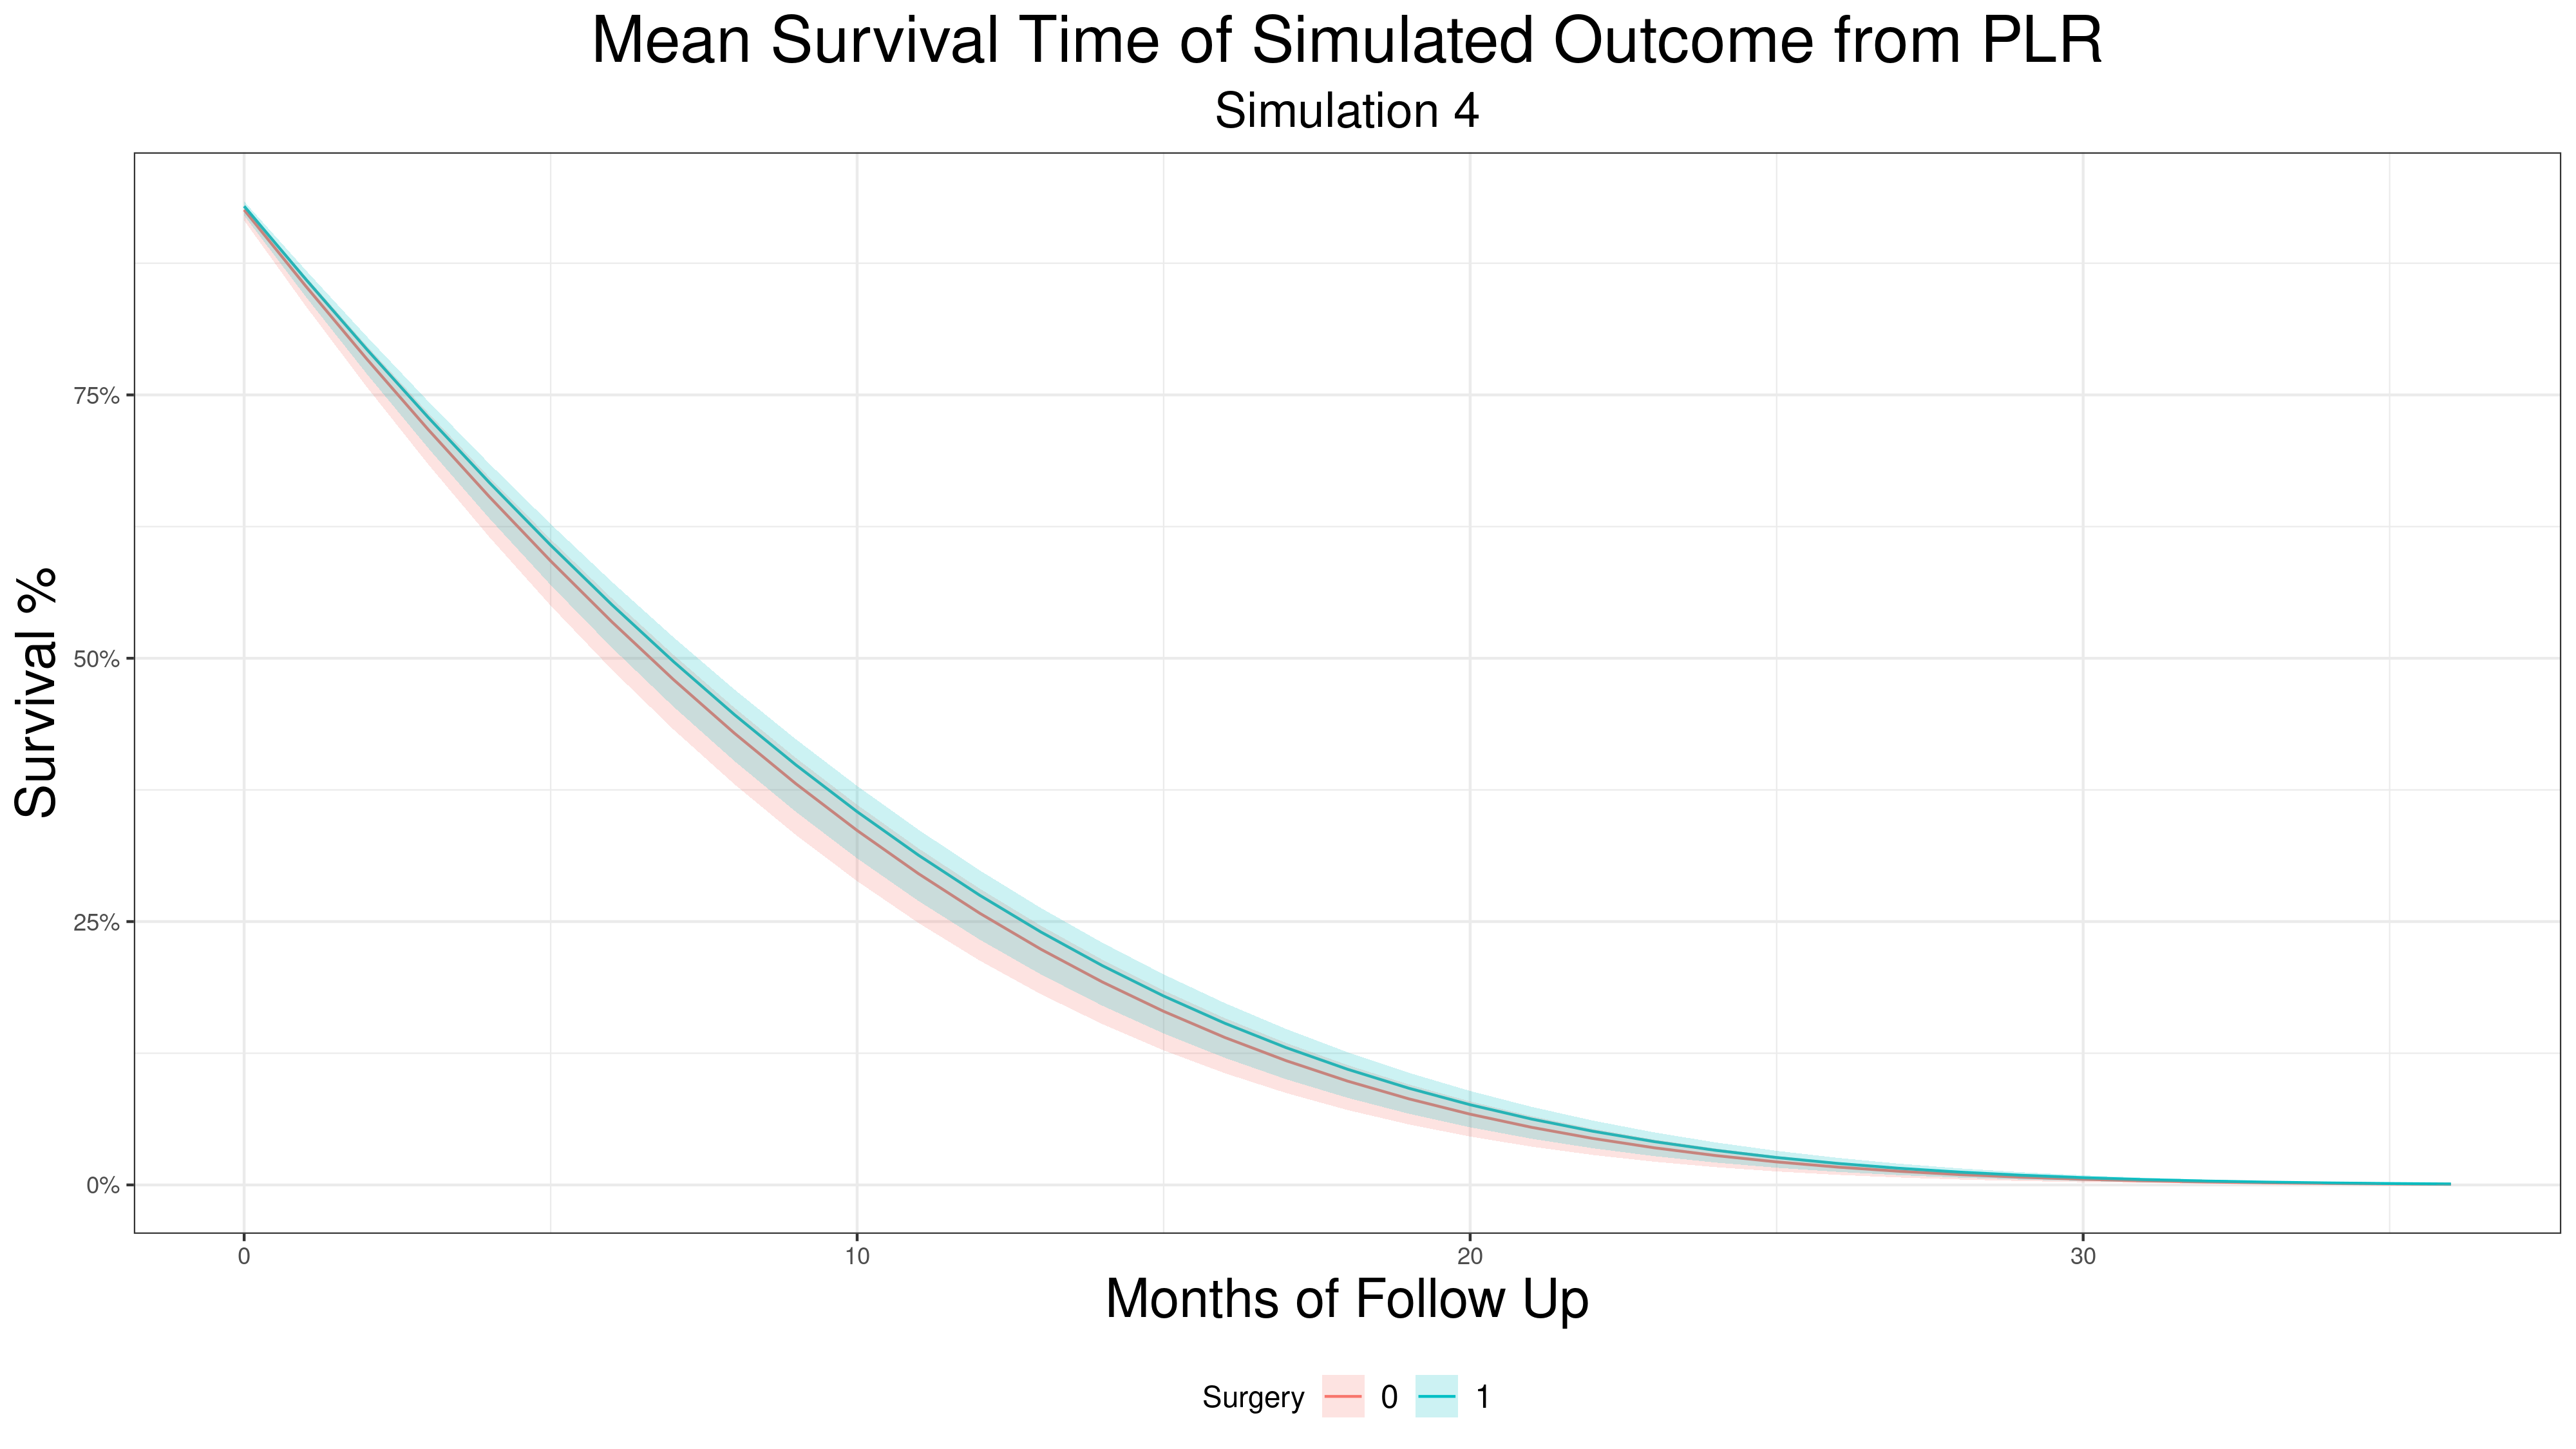 Mean Survival Time of Simulated Outcome from PLR
Simulation 4
Survival %
75%
50%
25%
0%
0 10 20 30
Months of Follow Up
Surgery 0 1